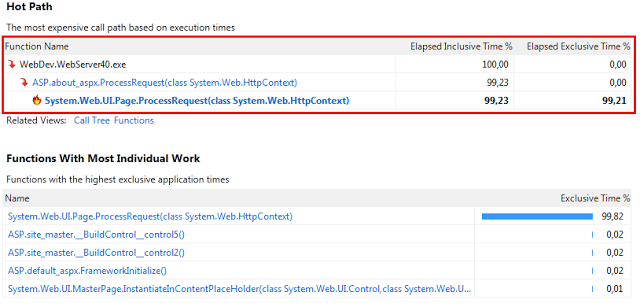 Hot Path
The most expensive call path based on execution times
Function Name Elapsed Inclusive Time % Elapsed Exclusive Time %
WebDev.WebServer40.exe 100,00 0,00
ASP.about_aspx.ProcessRequest(class System.Web.HttpContext) 99,23 0,00
System.Web.UI.Page.ProcessRequest(class System.Web.HttpContext) 99,23 99,21
Related Views: Call Tree Functions
Functions With Most Individual Work
Functions with the highest exclusive application times
Name Exclusive Time %
System.Web.UI.Page.ProcessRequest(class System.Web.HttpContext) 99,82
ASP.site_master.__BuildControl__control5() 0,02
ASP.site_master.__BuildControl__control2() 0,02
ASP.default_aspx.FrameworkInitialize() 0,02
System.Web.UI.MasterPage.InstantiateInContentPlaceHolder(class System.Web.UI.Control,class System.Web.U... 0,01